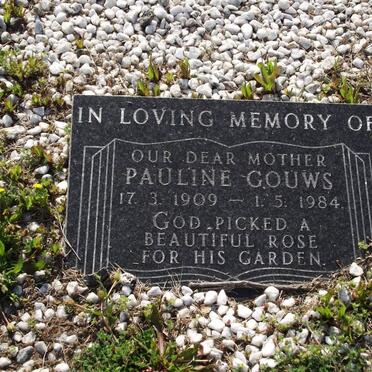 IN LOVING MEMORY OF
OUR DEAR MOTHER
PAULINE GOUWS
17. 3. 1909 — 1. 5. 1984
GOD PICKED A
BEAUTIFUL ROSE
FOR HIS GARDEN.